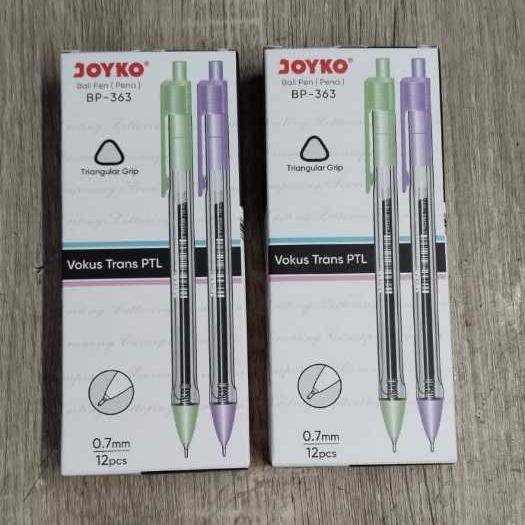 JOYKO®
Ball Pen ( Pena )
BP-363
Triangular Grip
Vokus Trans PTL
0.7mm
12pcs
JOYKO®
Ball Pen ( Pena )
BP-363
Triangular Grip
Vokus Trans PTL
0.7mm
12pcs